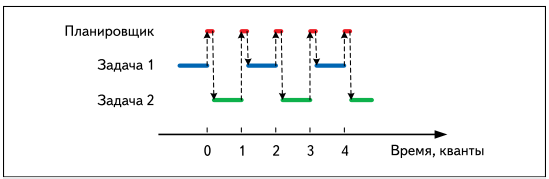 Планировщик
Задача 1
Задача 2
0 1 2 3 4 Время, кванты